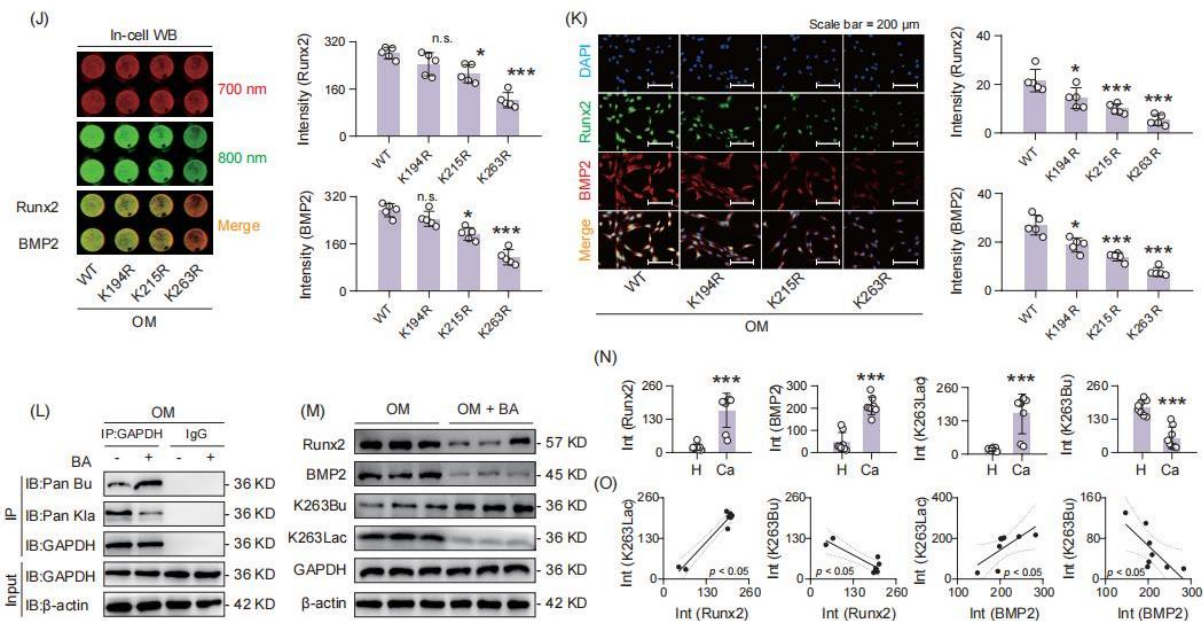 (J)
In-cell WB
700 nm
800 nm
Runx2
BMP2
Merge
WT
K194R
K215R
K263R
OM
Intensity (Runx2)
320
160
0
n.s.
*
***
WT
K194R
K215R
K263R
Intensity (BMP2)
300
160
0
n.s.
*
***
WT
K194R
K215R
K263R
(K)
Scale bar = 200 μm
DAPI
Runx2
BMP2
Merge
WT
K194R
K215R
K263R
OM
Intensity (Runx2)
40
20
0
*
***
***
WT
K194R
K215R
K263R
Intensity (BMP2)
40
20
0
*
***
***
WT
K194R
K215R
K263R
(L)
OM
IP:GAPDH IgG
BA - + - +
IP
IB:Pan Bu - 36 KD
IB:Pan Kla - 36 KD
IB:GAPDH - 36 KD
Input
IB:GAPDH - 36 KD
IB:β-actin - 42 KD
(M)
OM OM + BA
Runx2 - 57 KD
BMP2 - 45 KD
K263Bu - 36 KD
K263Lac - 36 KD
GAPDH - 36 KD
β-actin - 42 KD
(N)
Int (Runx2)
260
130
0
***
H Ca
Int (BMP2)
300
200
100
0
***
H Ca
Int (K263Lac)
260
130
0
***
H Ca
Int (K263Bu)
260
130
0
***
H Ca
(O)
Int (K263Lac)
260
130
0
p < 0.05
0 100 200 300
Int (Runx2)
Int (K263Bu)
260
130
0
p < 0.05
0 100 200 300
Int (Runx2)
Int (K263Lac)
400
200
0
p < 0.05
100 200 300
Int (BMP2)
Int (K263Bu)
160
80
0
p < 0.05
100 200 300
Int (BMP2)